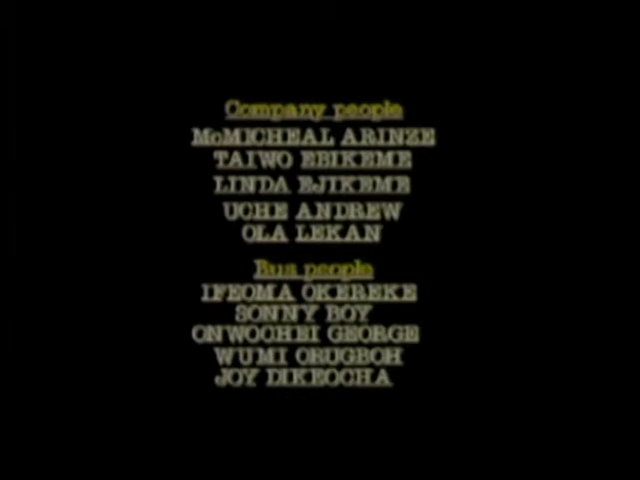 Company people
McMICHEAL ARINZE
TAIWO EBIKEME
LINDA EJIKEME
UCHE ANDREW
OLA LEKAN
Bus people
IFEOMA OKEREKE
SONNY BOY
ONWOCHEI GEORGE
WUMI ORUGBOH
JOY DIKEOCHA